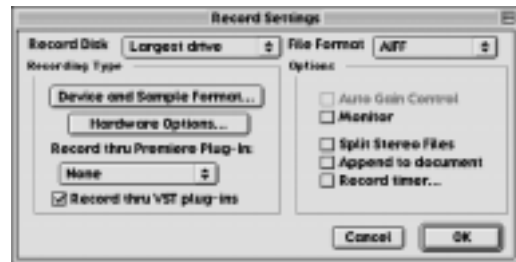 Record Settings
Record Disk Largest drive File Format AIFF
Recording Type
Options
Device and Sample Format...
Hardware Options...
Record thru Premiere Plug-In:
None
Record thru VST plug-ins
Auto Gain Control
Monitor
Split Stereo Files
Append to document
Record timer...
Cancel OK